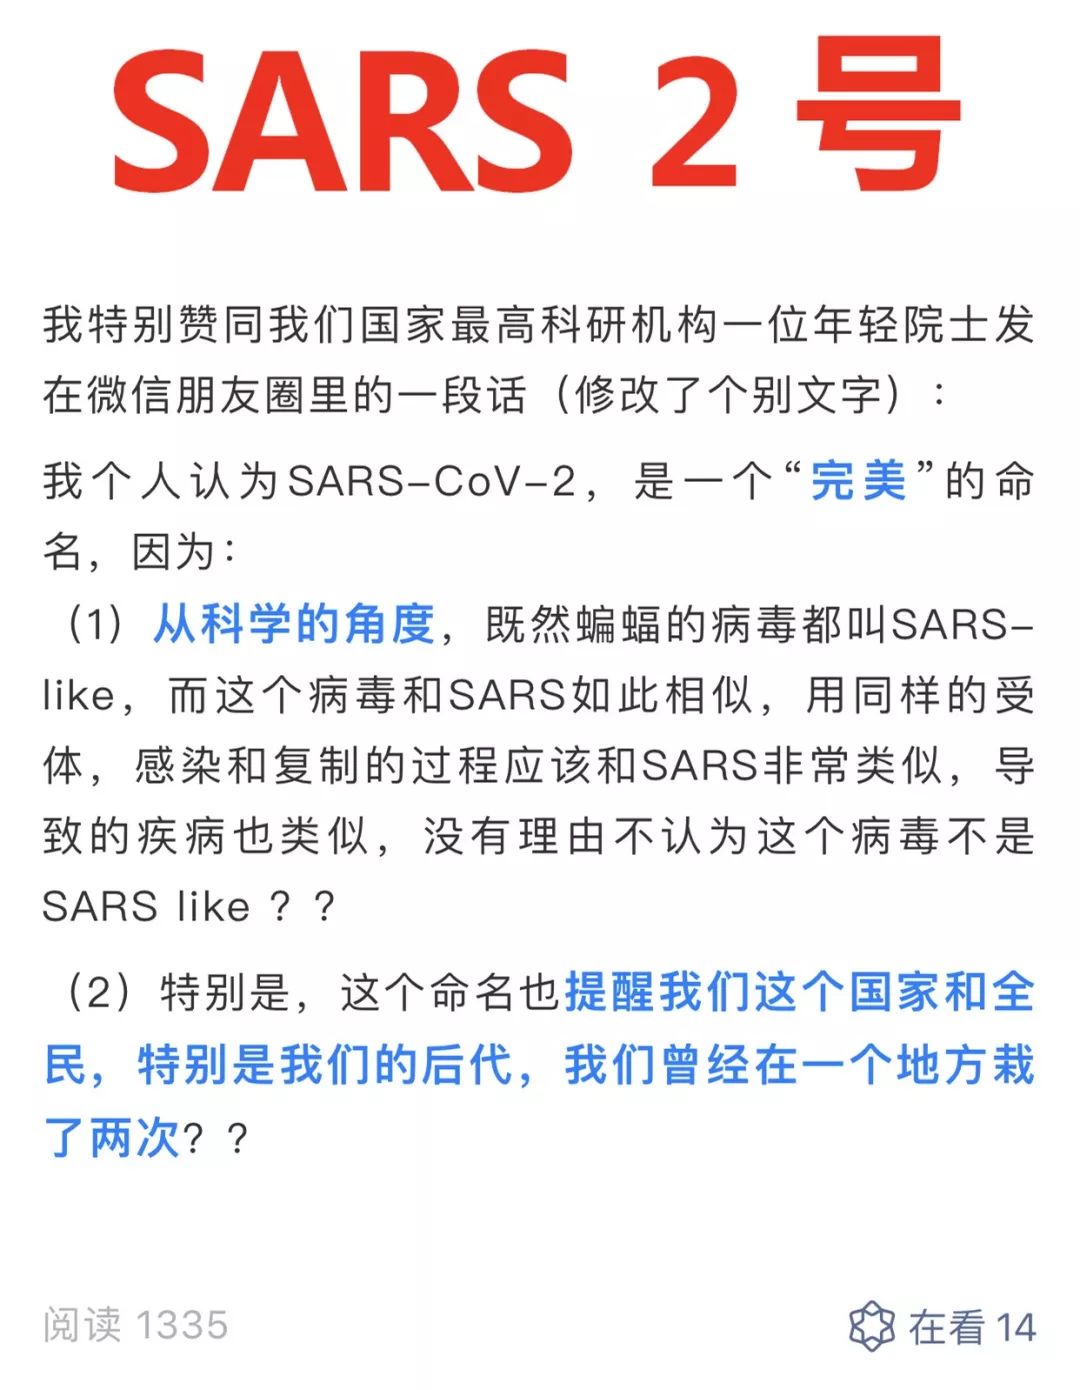 SARS 2 号
我特别赞同我们国家最高科研机构一位年轻院士发
在微信朋友圈里的一段话（修改了个别文字）：
我个人认为SARS-CoV-2，是一个“完美”的命
名，因为：
（1）从科学的角度，既然蝙蝠的病毒都叫SARS-
like，而这个病毒和SARS如此相似，用同样的受
体，感染和复制的过程应该和SARS非常类似，导
致的疾病也类似，没有理由不认为这个病毒不是
SARS like？？
（2）特别是，这个命名也提醒我们这个国家和全
民，特别是我们的后代，我们曾经在一个地方栽
了两次？？
阅读 1335
在看 14